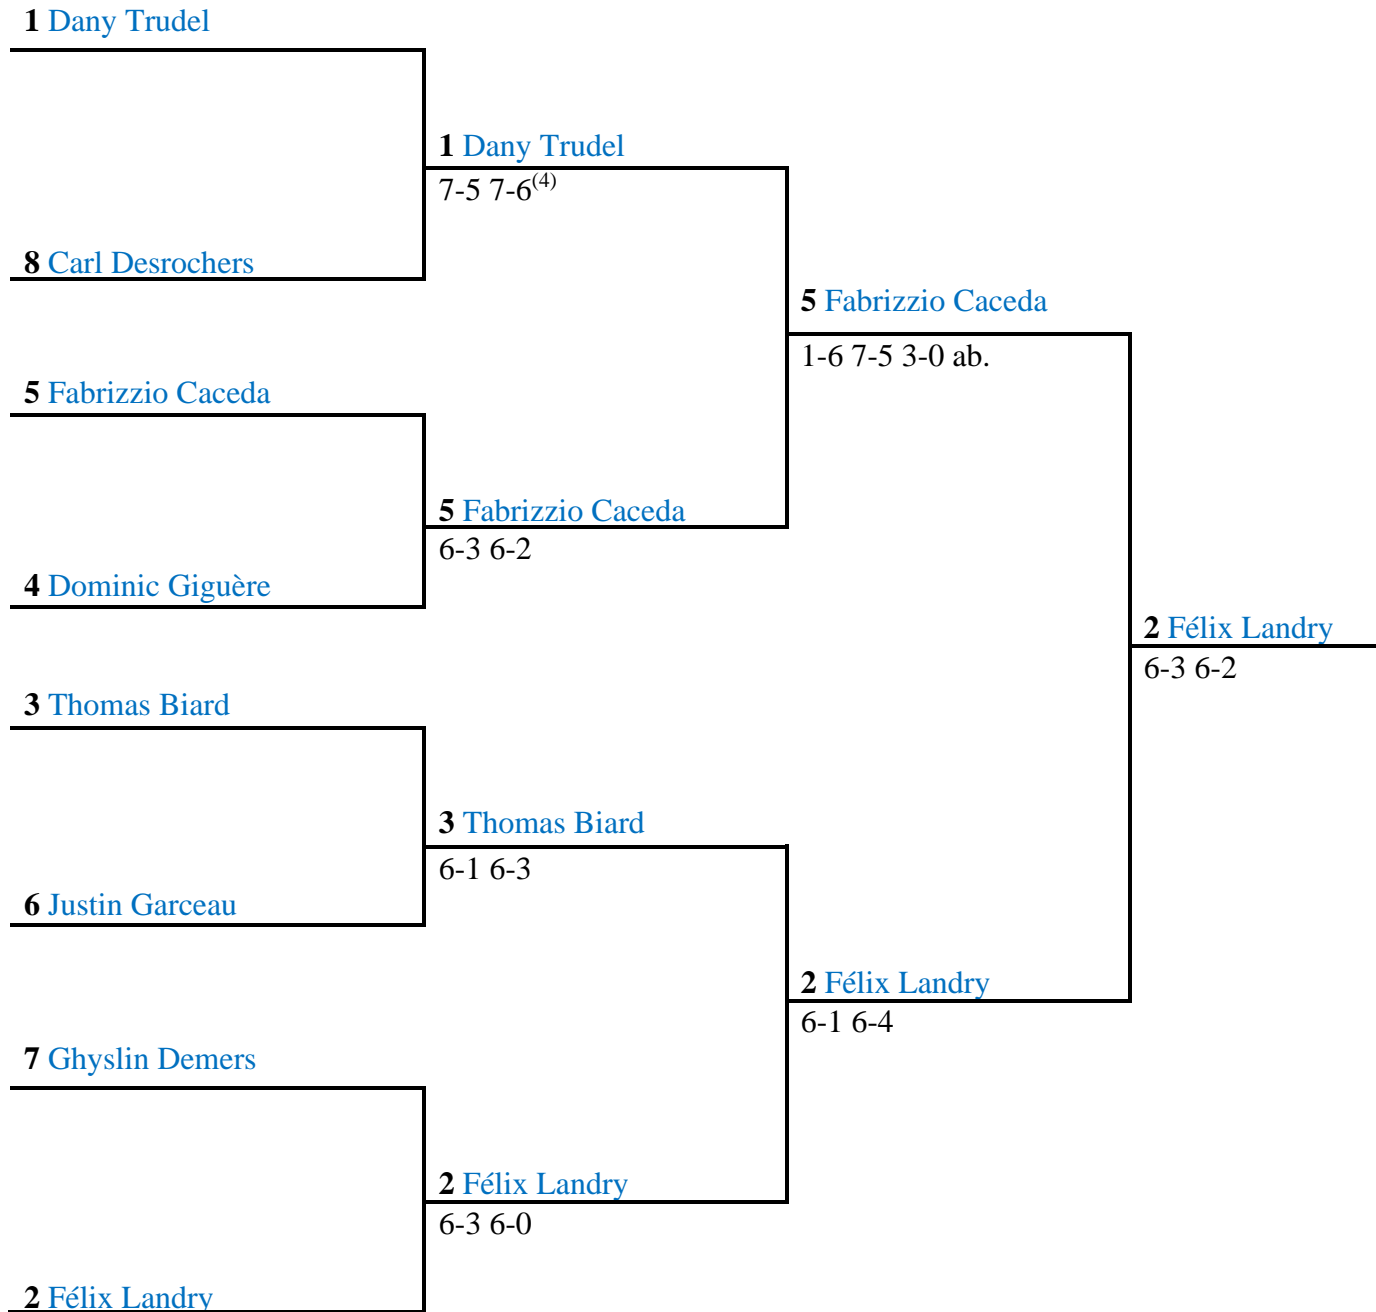 1 Dany Trudel
1 Dany Trudel
7-5 7-6(4)
8 Carl Desrochers
5 Fabrizzio Caceda
1-6 7-5 3-0 ab.
5 Fabrizzio Caceda
5 Fabrizzio Caceda
6-3 6-2
4 Dominic Giguère
2 Félix Landry
6-3 6-2
3 Thomas Biard
3 Thomas Biard
6-1 6-3
6 Justin Garceau
2 Félix Landry
6-1 6-4
7 Ghyslin Demers
2 Félix Landry
6-3 6-0
2 Félix Landry